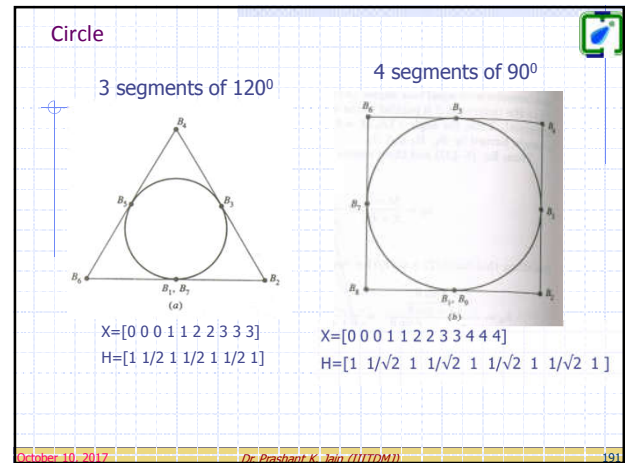 Circle
3 segments of 120⁰
4 segments of 90⁰
B₄
B₅
B₃
B₆
B₁, B₇
B₂
(a)
B₆
B₅
B₇
B₃
B₈
B₁, B₉
B₂
(b)
X=[0 0 0 1 1 2 2 3 3 3]
H=[1 1/2 1 1/2 1 1/2 1]
X=[0 0 0 1 1 2 2 3 3 4 4 4]
H=[1 1/√2 1 1/√2 1 1/√2 1 1/√2 1 ]
October 10, 2017
Dr. Prashant K. Jain (IIITDMJ)
191